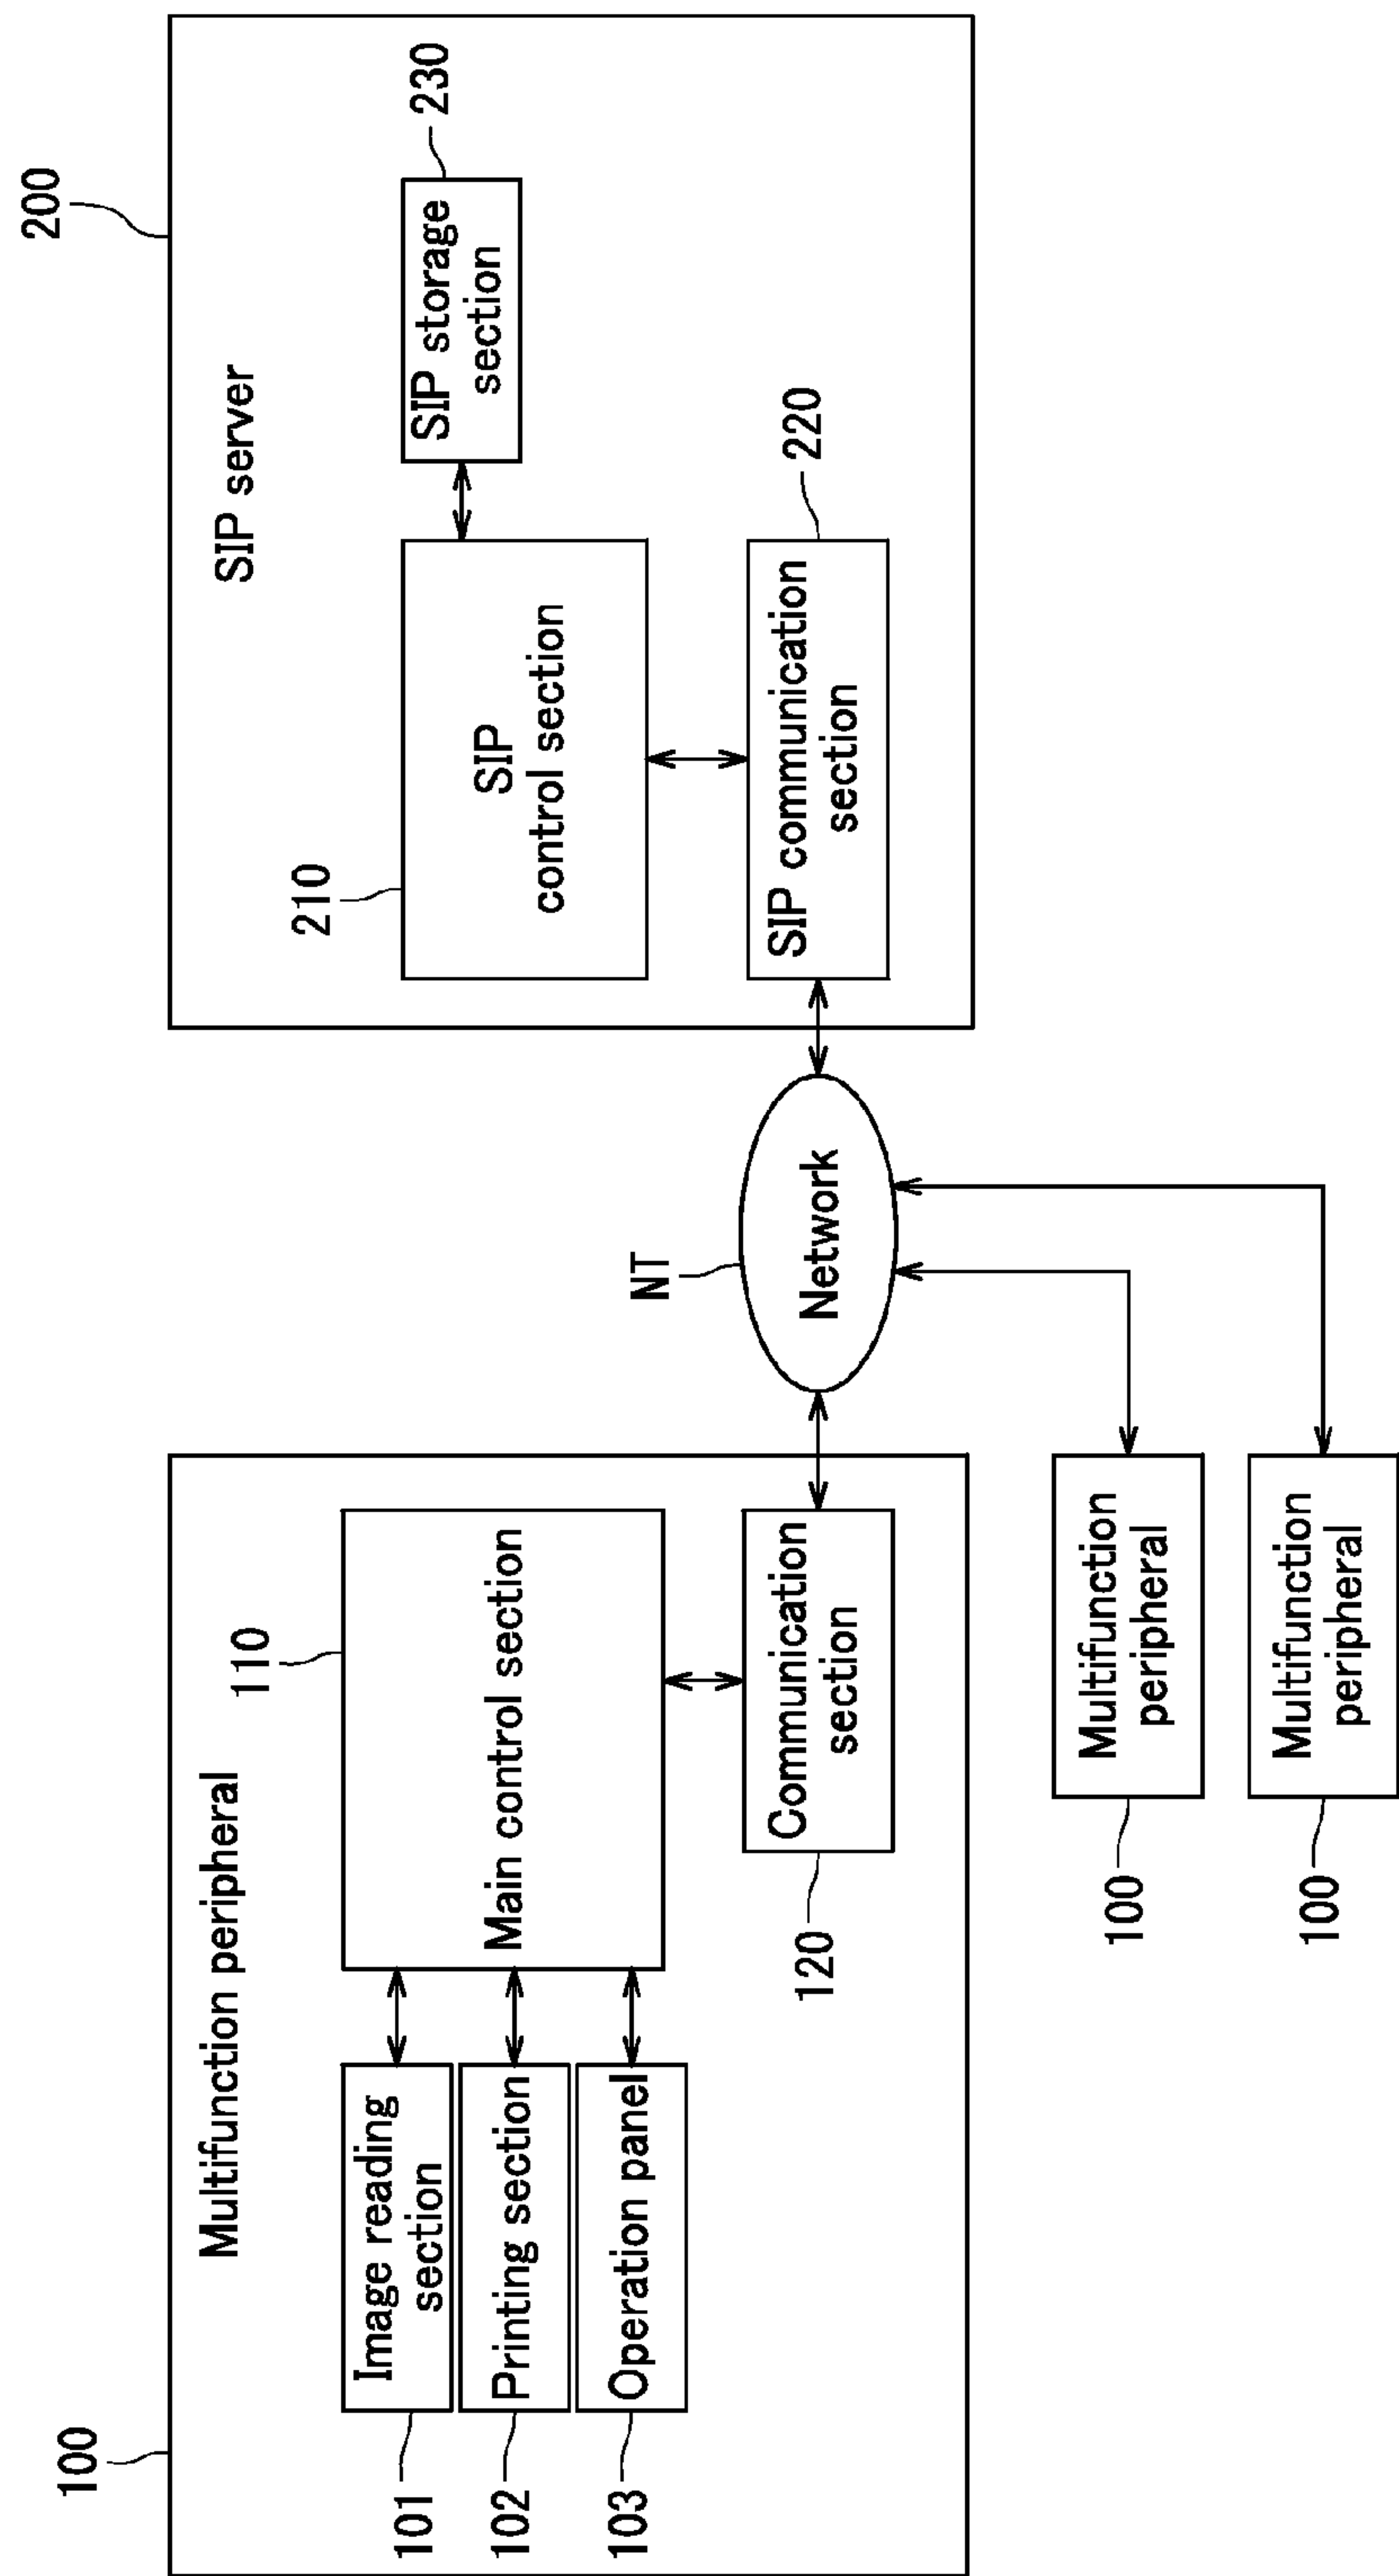 100
Multifunction peripheral
110
101
Image reading
section
102
Printing section
103
Operation panel
Main control section
120
Communication
section
NT
Network
200
SIP server
210
SIP
control section
SIP storage
section
230
SIP communication
section
220
100
Multifunction
peripheral
100
Multifunction
peripheral